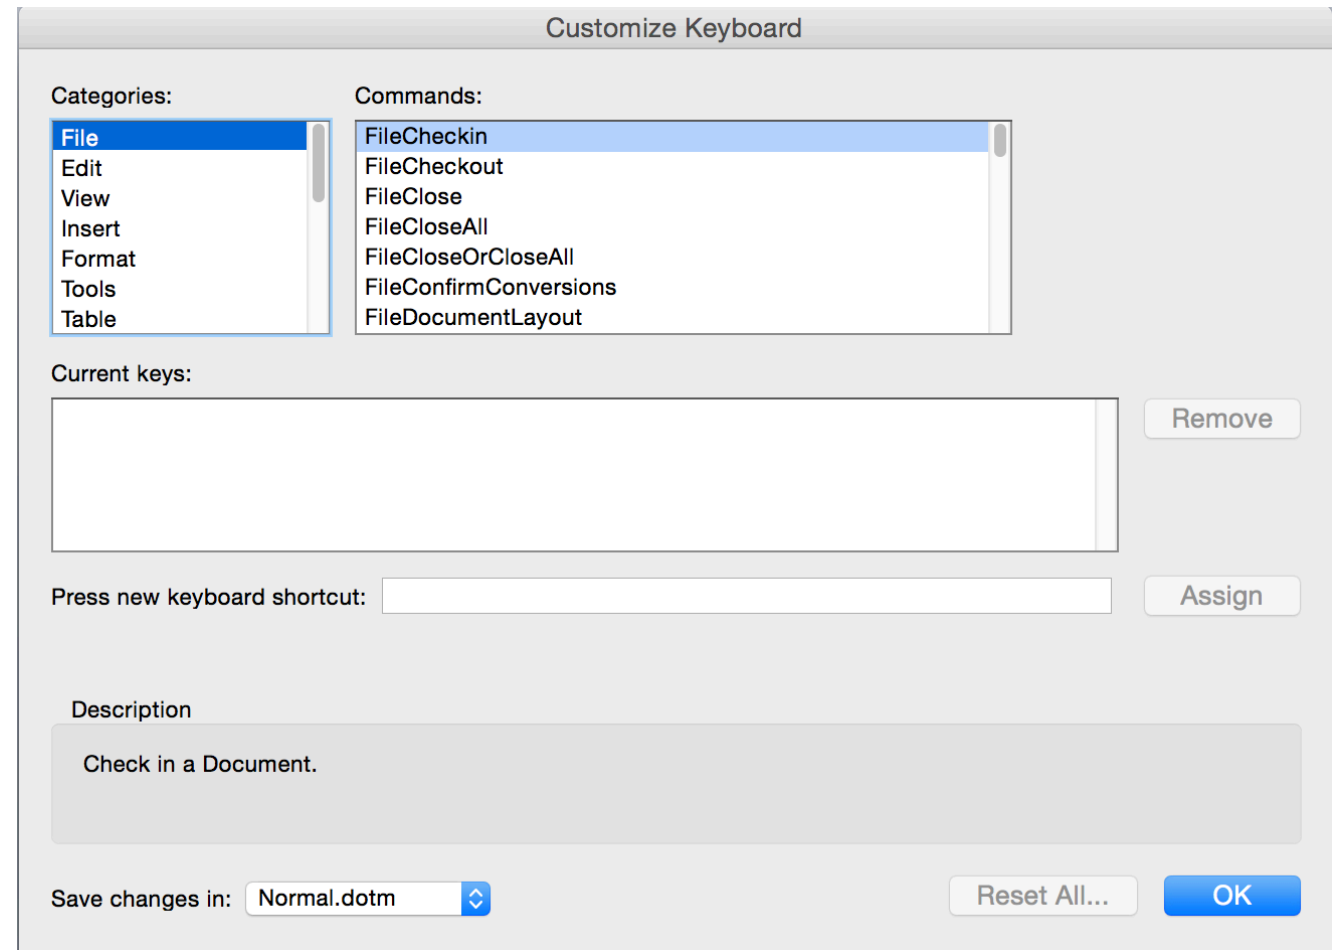 Customize Keyboard
Categories:
Commands:
File
Edit
View
Insert
Format
Tools
Table
FileCheckin
FileCheckout
FileClose
FileCloseAll
FileCloseOrCloseAll
FileConfirmConversions
FileDocumentLayout
Current keys:
Remove
Press new keyboard shortcut:
Assign
Description
Check in a Document.
Save changes in:
Normal.dotm
Reset All...
OK